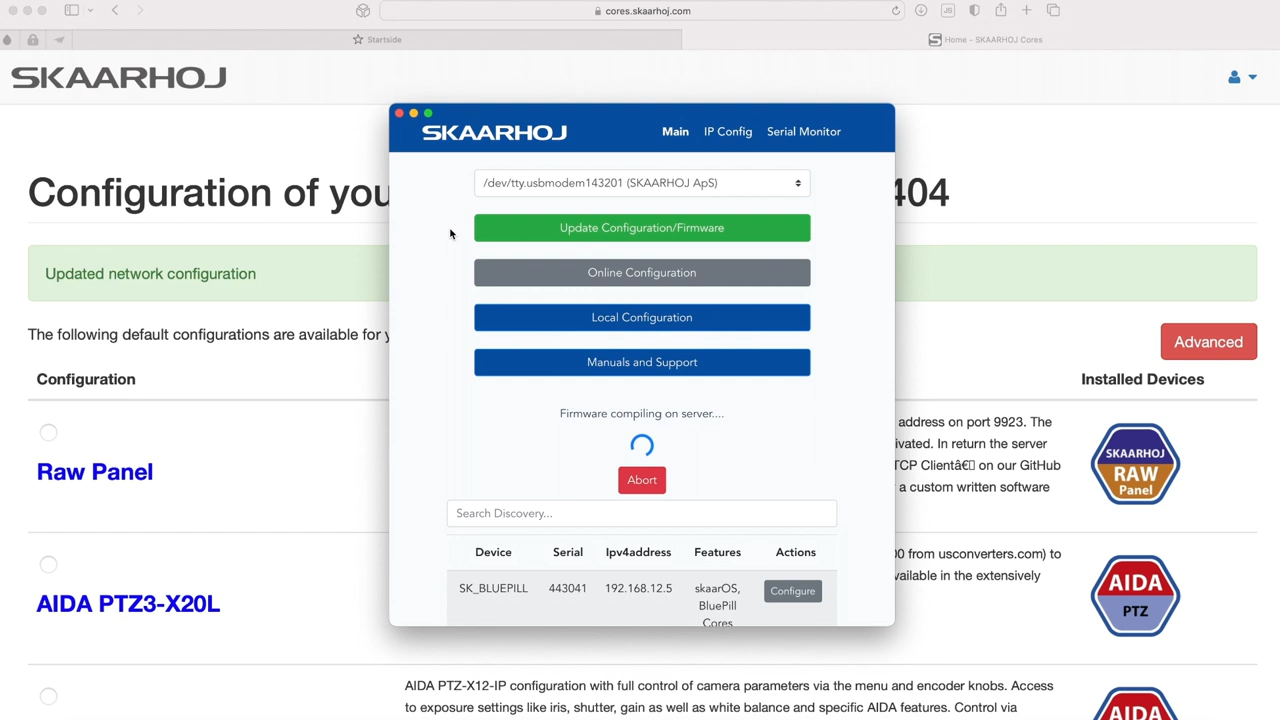 cores.skaarhoj.com
JS
Startside
Home – SKAARHOJ Cores
SKAARHOJ
SKAARHOJ
Main IP Config Serial Monitor
/dev/tty.usbmodem143201 (SKAARHOJ ApS)
Configuration of you 404
Update Configuration/Firmware
Updated network configuration
Online Configuration
Local Configuration
The following default configurations are available for y
Advanced
Manuals and Support
Configuration
Installed Devices
Firmware compiling on server....
address on port 9923. The
ivated. In return the server
TCP Clientâ€ on our GitHub
a custom written software
Raw Panel
SKAARHOJ
RAW
Panel
Abort
Search Discovery...
Device Serial Ipv4address Features Actions
SK_BLUEPILL 443041 192.168.12.5 skaarOS, Configure
BluePill
Cores
00 from usconverters.com) to
vailable in the extensively
AIDA PTZ3-X20L
AIDA
PTZ
AIDA PTZ-X12-IP configuration with full control of camera parameters via the menu and encoder knobs. Access
to exposure settings like iris, shutter, gain as well as white balance and specific AIDA features. Control via
AIDA